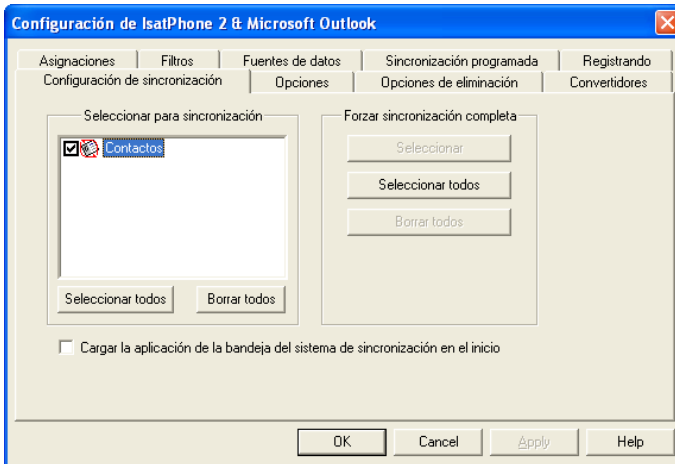 Configuración de IsatPhone 2 & Microsoft Outlook
Asignaciones Filtros Fuentes de datos Sincronización programada Registrando
Configuración de sincronización Opciones Opciones de eliminación Convertidores
Seleccionar para sincronización Forzar sincronización completa
Contactos Seleccionar
Seleccionar todos
Borrar todos
Seleccionar todos Borrar todos
Cargar la aplicación de la bandeja del sistema de sincronización en el inicio
OK Cancel Apply Help